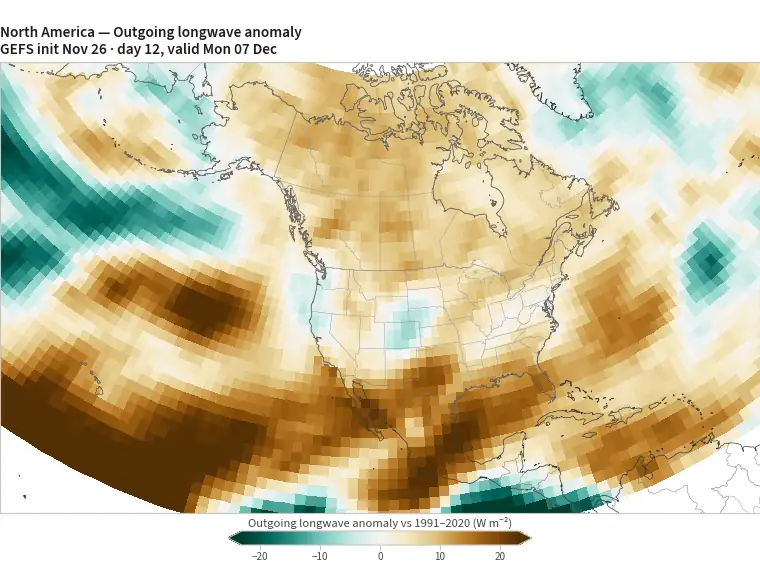 North America — Outgoing longwave anomaly
GEFS init Nov 26 · day 12, valid Mon 07 Dec
Outgoing longwave anomaly vs 1991–2020 (W m⁻²)
−20 −10 0 10 20